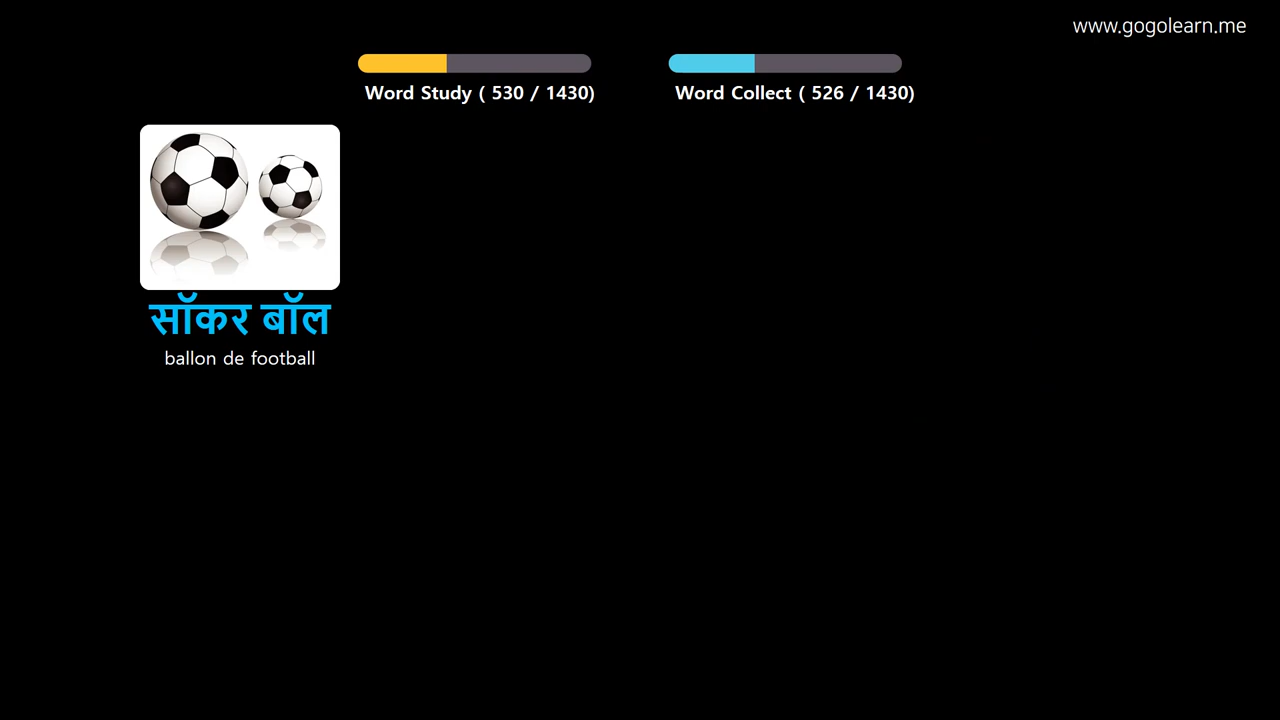 www.gogolearn.me
Word Study ( 530 / 1430)
Word Collect ( 526 / 1430)
सॉकर बॉल
ballon de football